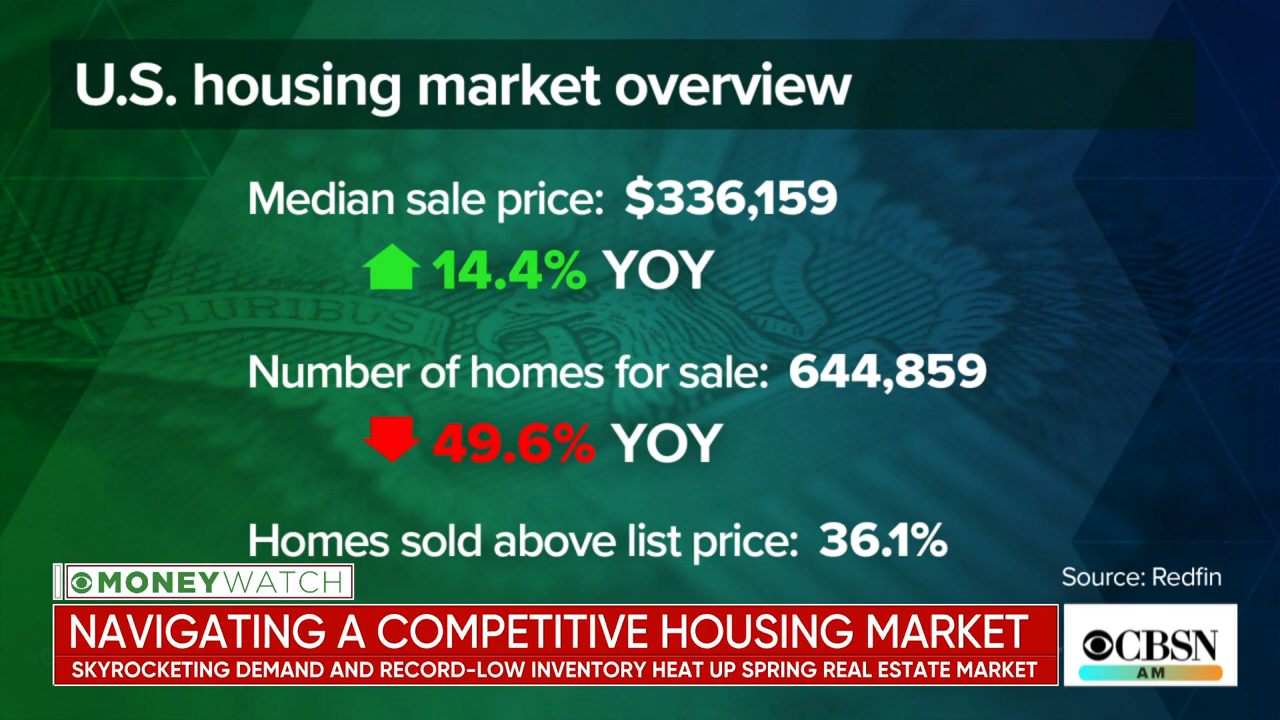 U.S. housing market overview
Median sale price: $336,159
14.4% YOY
PLURIBUS
Number of homes for sale: 644,859
49.6% YOY
Homes sold above list price: 36.1%
MONEYWATCH
Source: Redfin
NAVIGATING A COMPETITIVE HOUSING MARKET
SKYROCKETING DEMAND AND RECORD-LOW INVENTORY HEAT UP SPRING REAL ESTATE MARKET
CBSN
AM